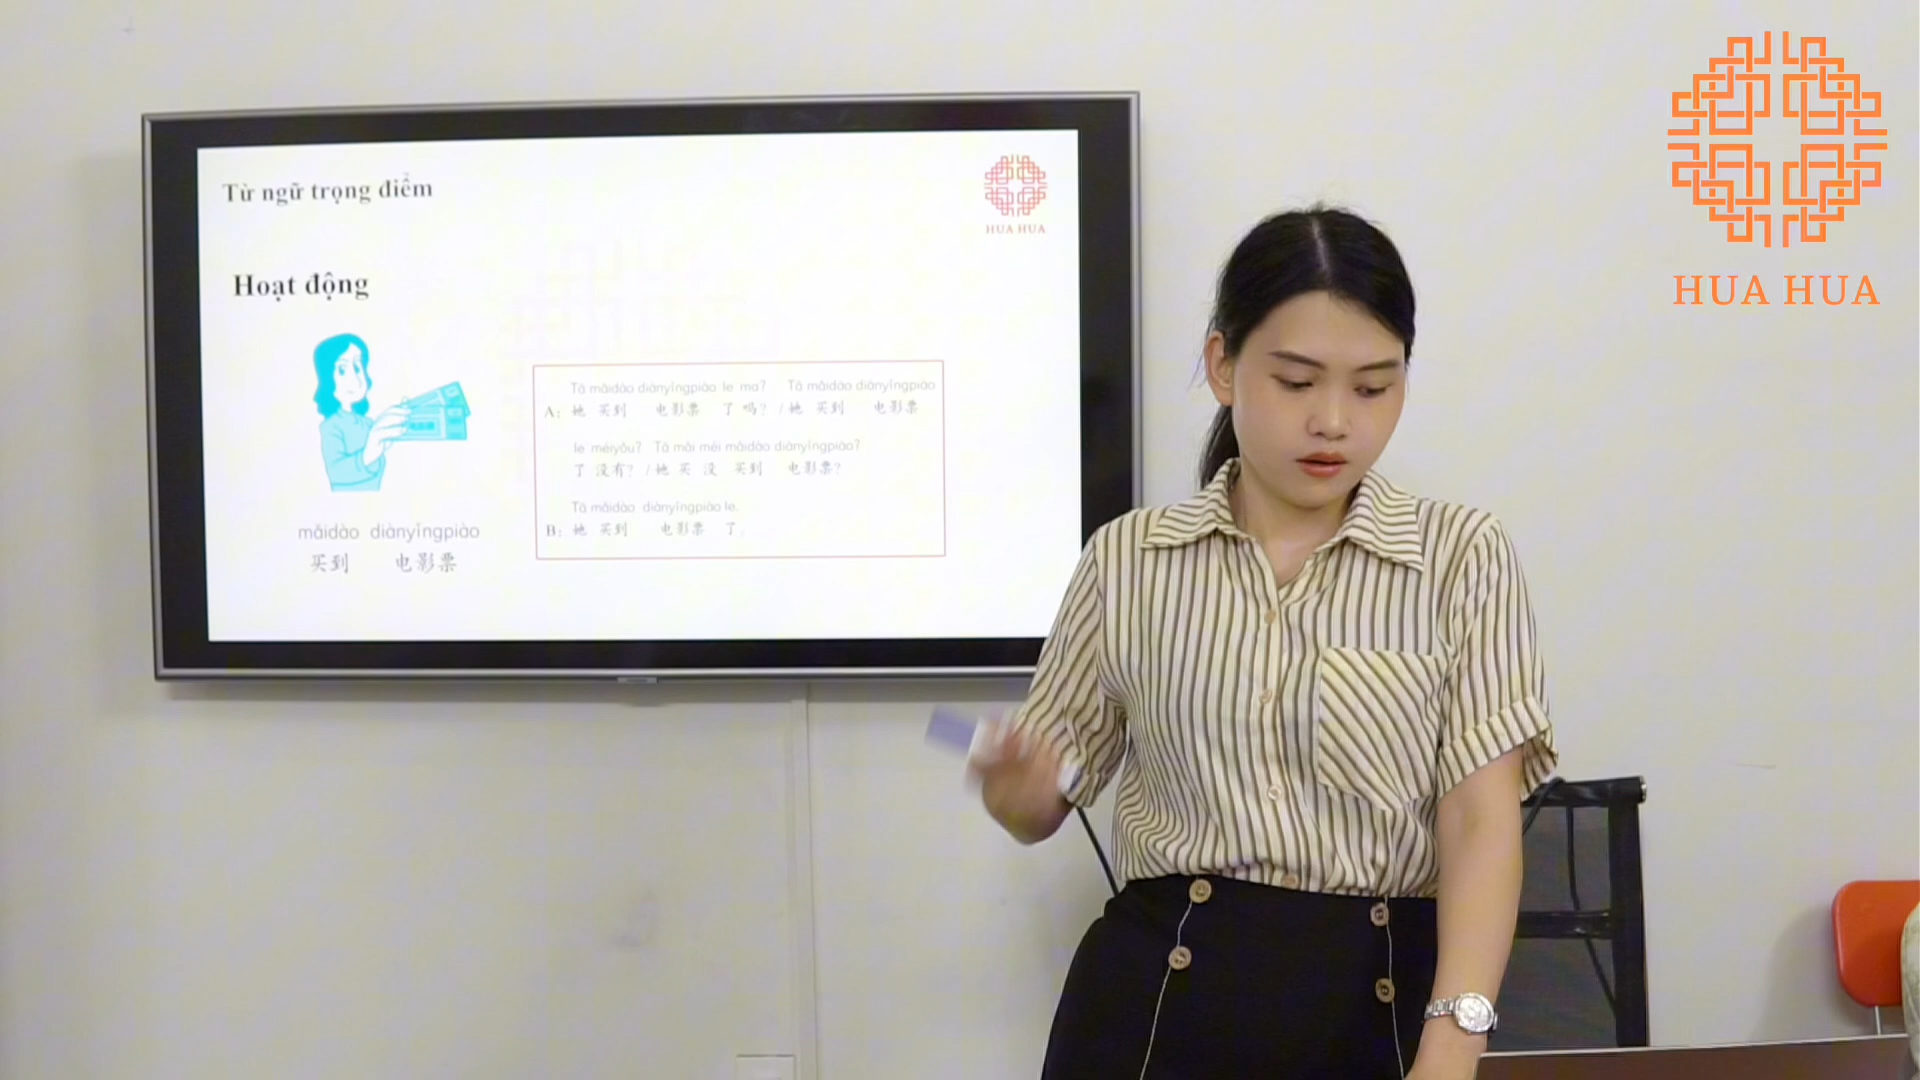 Từ ngữ trọng điểm
HUA HUA
Hoạt động
Tā mǎidào diànyǐngpiào le ma? Tā mǎidào diànyǐngpiào
A: 她 买到 电影票 了 吗? / 她 买到 电影票
le méiyǒu? Tā mǎi méi mǎidào diànyǐngpiào?
了 没有? / 她 买 没 买到 电影票?
Tā mǎidào diànyǐngpiào le.
B: 她 买到 电影票 了.
mǎidào diànyǐngpiào
买到 电影票
HUA HUA